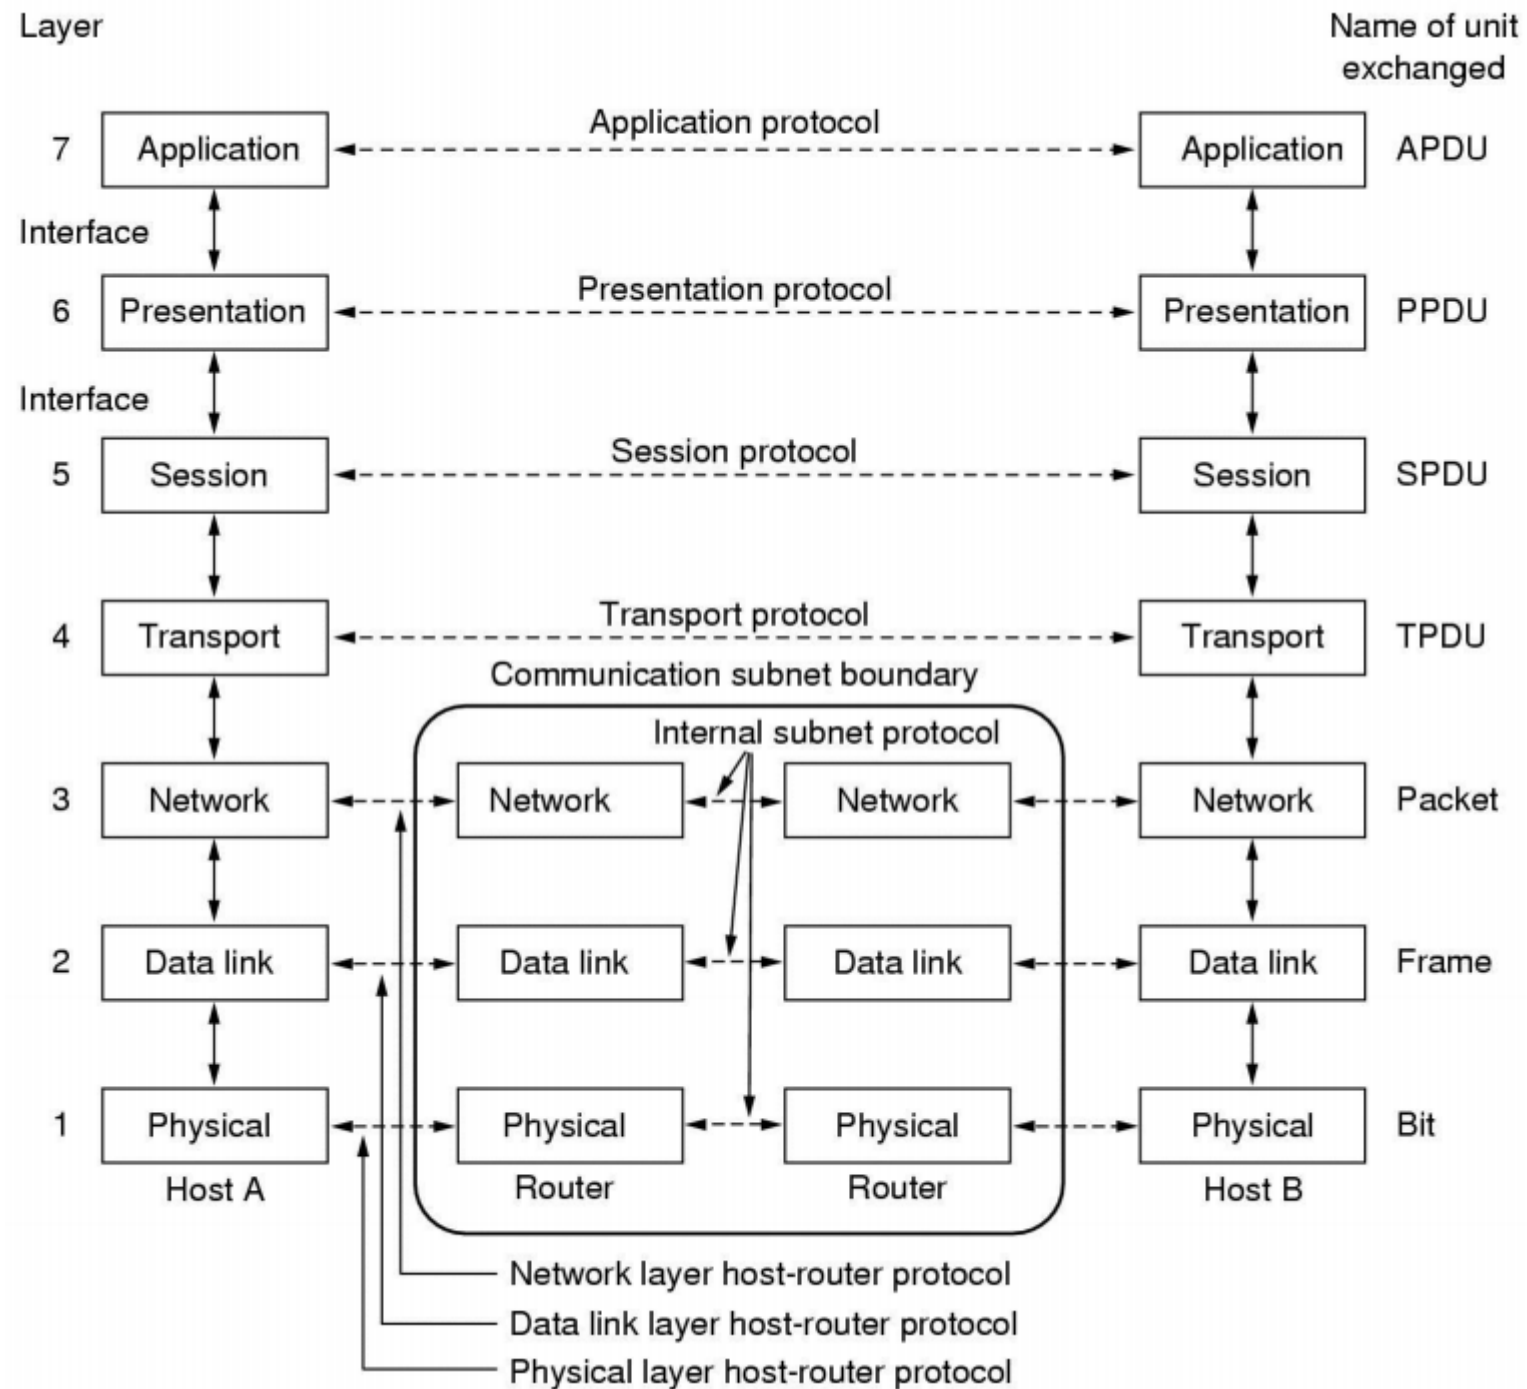 Layer
Name of unit
exchanged
Application protocol
7
Application
Application
APDU
Interface
Presentation protocol
6
Presentation
Presentation
PPDU
Interface
Session protocol
5
Session
Session
SPDU
Transport protocol
4
Transport
Transport
TPDU
Communication subnet boundary
Internal subnet protocol
3
Network
Network
Network
Network
Packet
2
Data link
Data link
Data link
Data link
Frame
1
Physical
Physical
Physical
Physical
Bit
Host A
Router
Router
Host B
Network layer host-router protocol
Data link layer host-router protocol
Physical layer host-router protocol